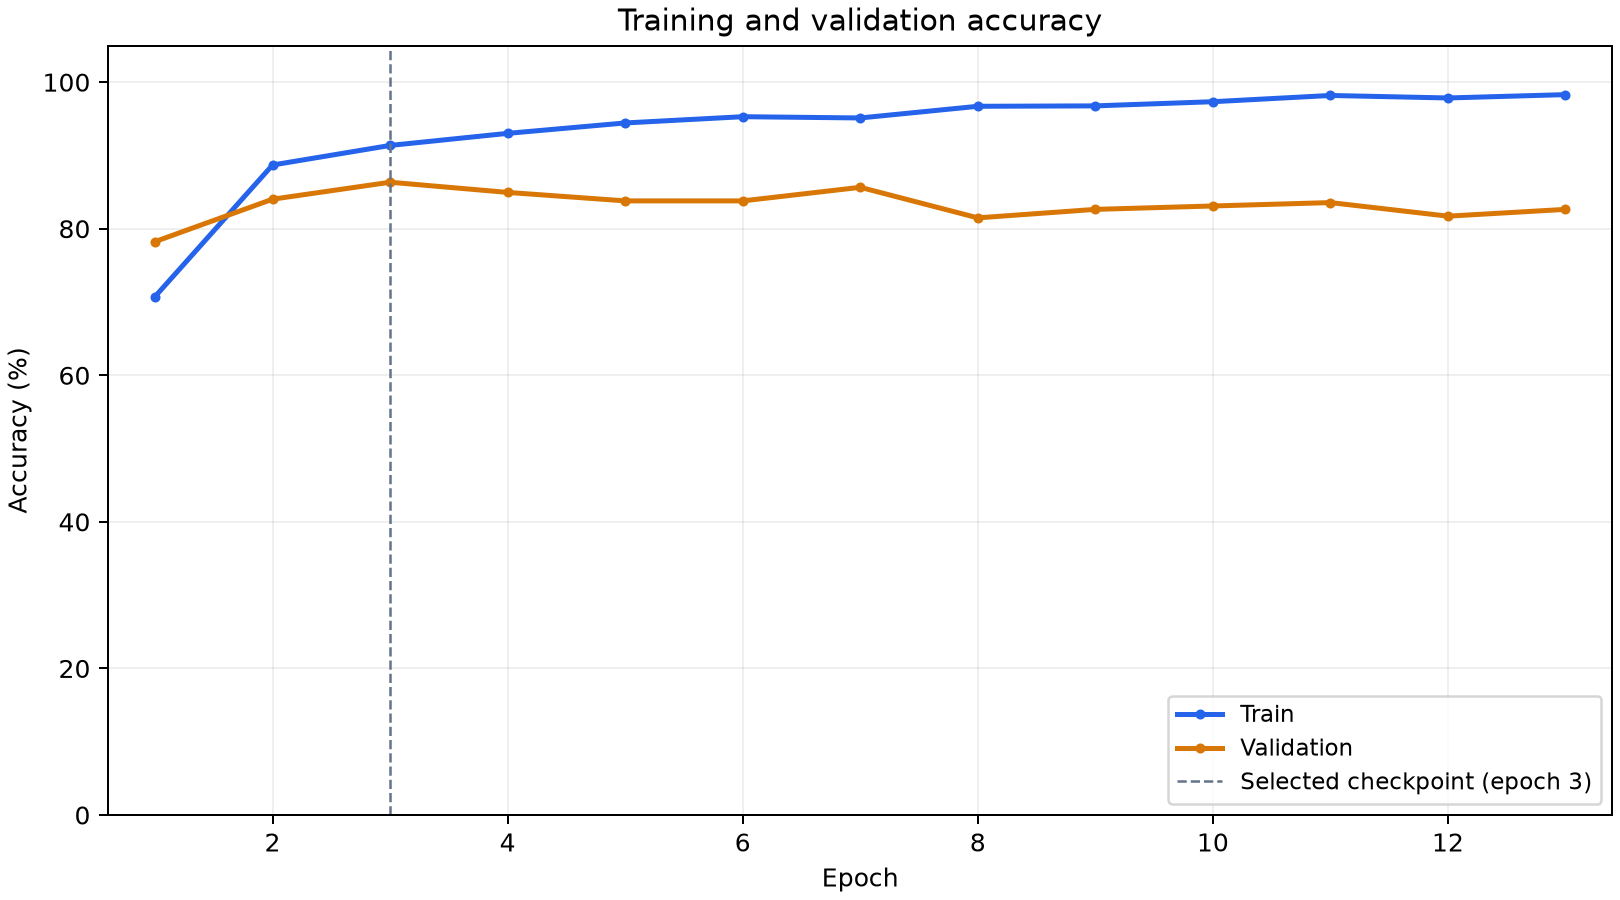 Training and validation accuracy
100
80
60
40
20
0
Accuracy (%)
2
4
6
8
10
12
Epoch
Train
Validation
Selected checkpoint (epoch 3)